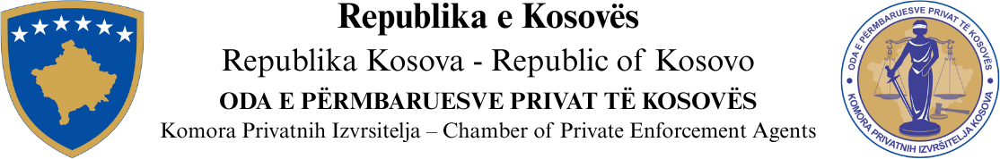 Republika e Kosovës
Republika Kosova - Republic of Kosovo
ODA E PËRMBARUESVE PRIVAT TË KOSOVËS
Komora Privatnih Izvrsitelja – Chamber of Private Enforcement Agents
ODA E PËRMBARUESVE PRIVAT TË KOSOVËS
KOMORA PRIVATNIH IZVRŠITELJA KOSOVA